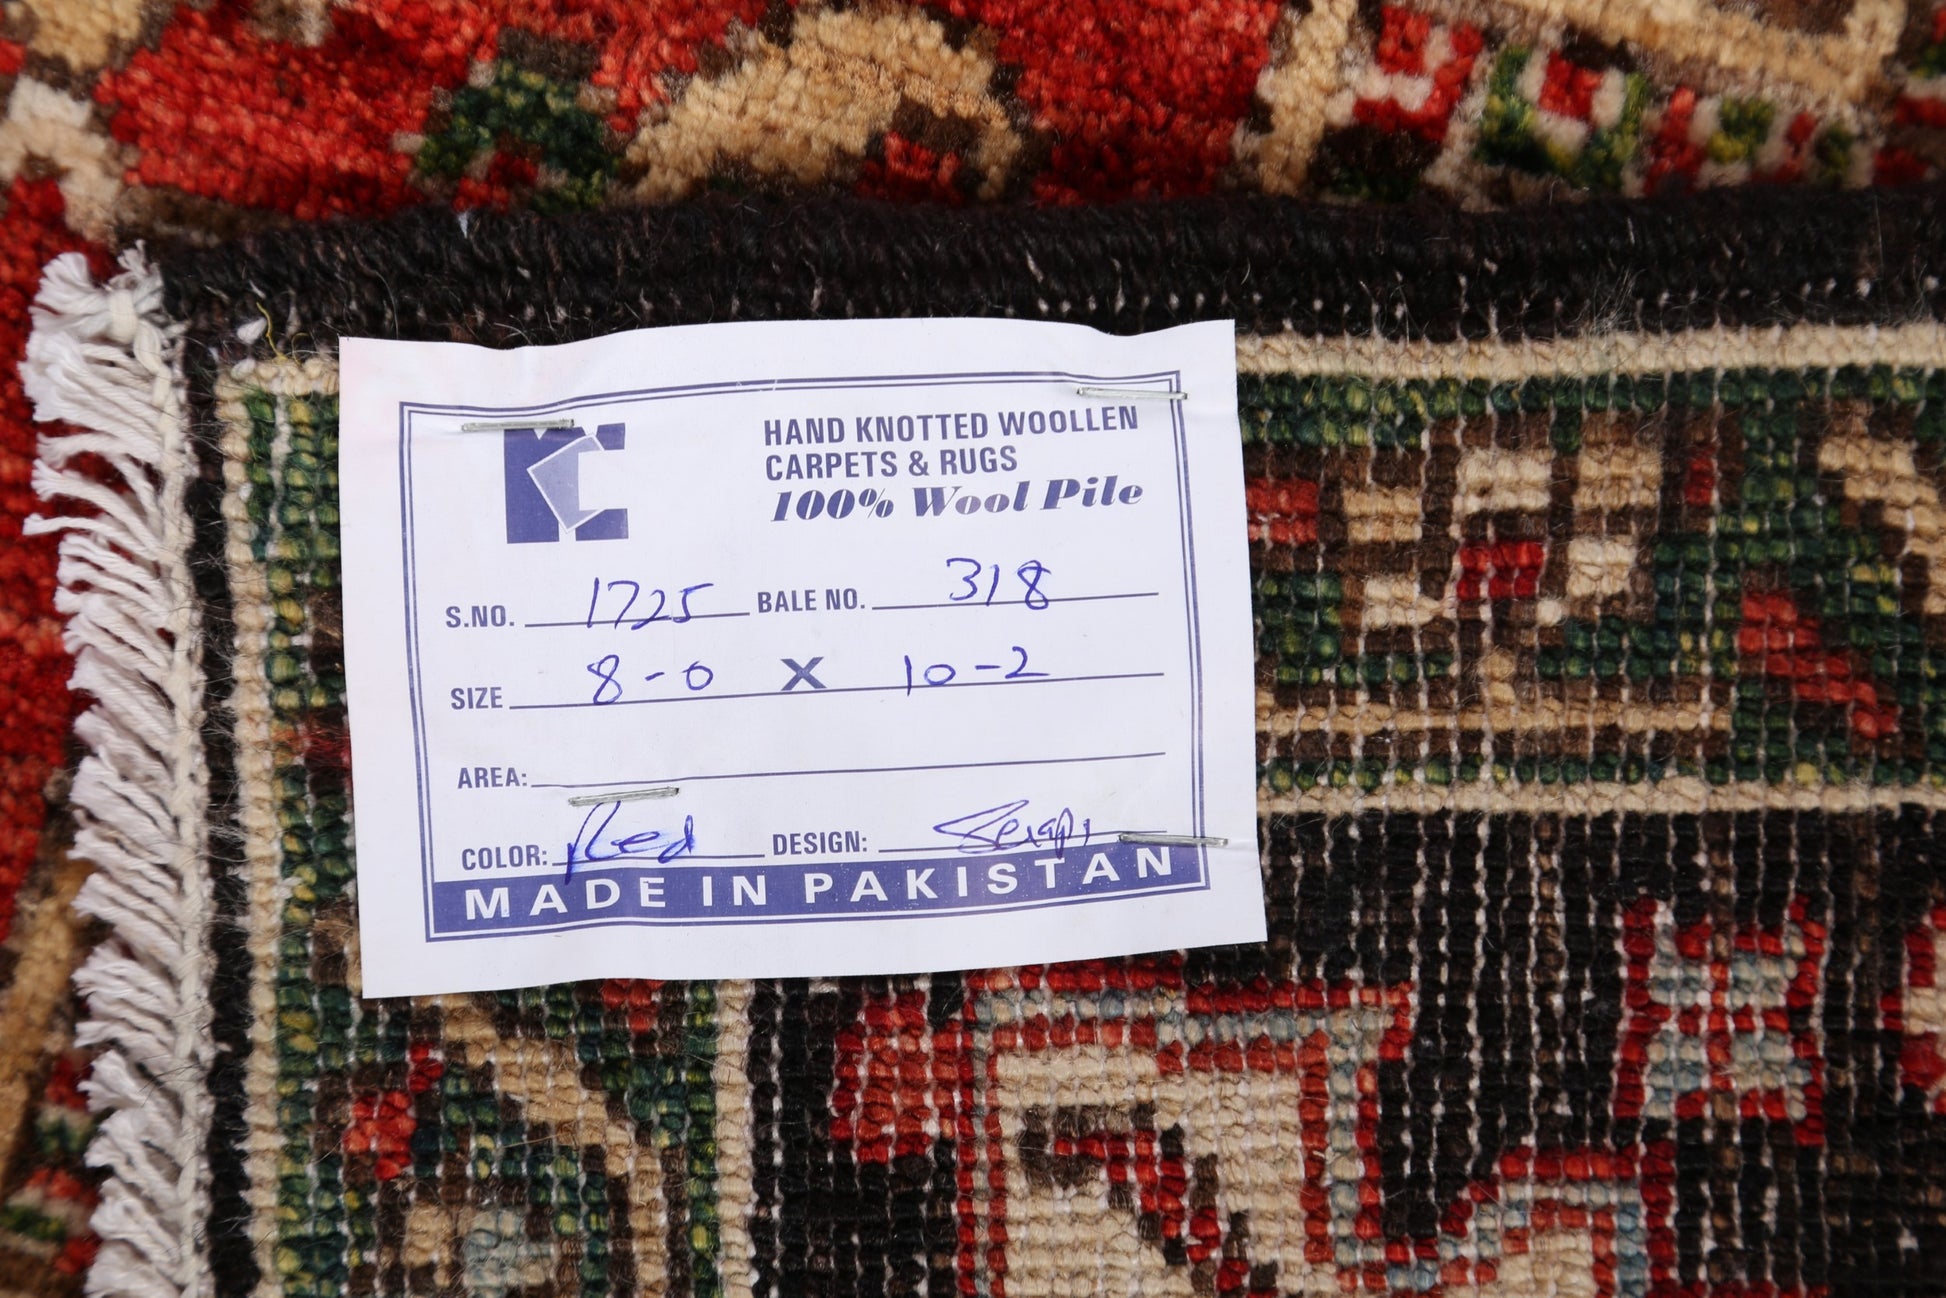 HAND KNOTTED WOOLLEN
CARPETS & RUGS
100% Wool Pile
S.NO. 1725 BALE NO. 318
SIZE 8-0 X 10-2
AREA:
COLOR: Red DESIGN: Serapi
MADE IN PAKISTAN